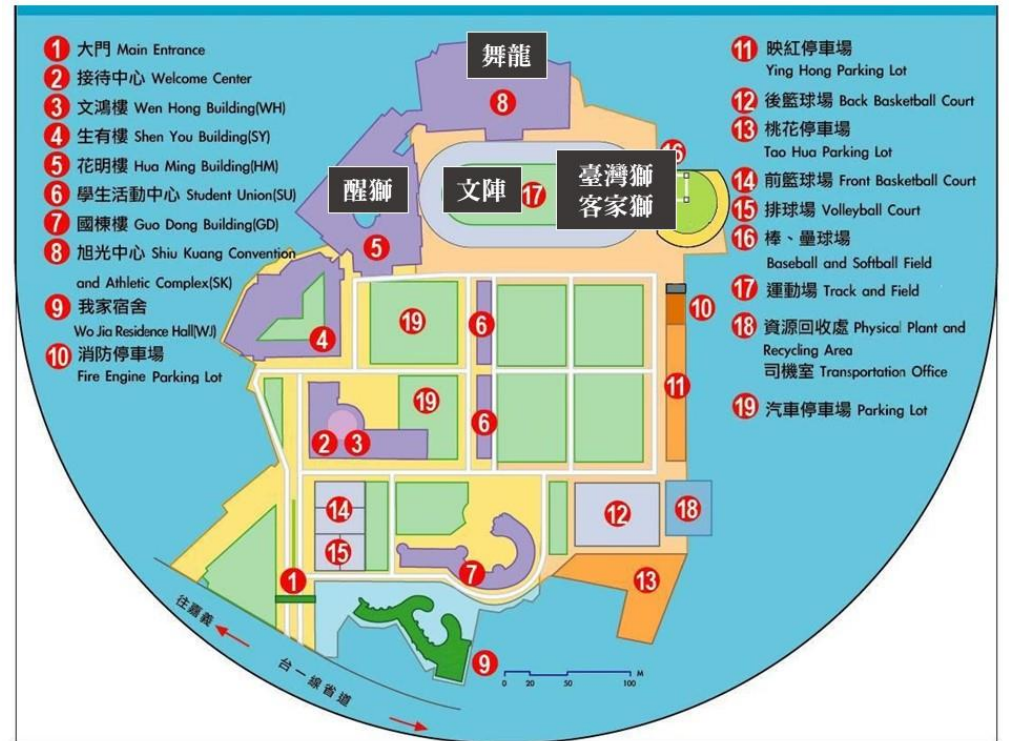 1 大門 Main Entrance
2 接待中心 Welcome Center
3 文鴻樓 Wen Hong Building(WH)
4 生有樓 Shen You Building(SY)
5 花明樓 Hua Ming Building(HM)
6 學生活動中心 Student Union(SU)
7 國棟樓 Guo Dong Building(GD)
8 旭光中心 Shiu Kuang Convention
and Athletic Complex(SK)
9 我家宿舍
Wo Jia Residence Hall(WJ)
10 消防停車場
Fire Engine Parking Lot
舞龍
8
醒獅
文陣
17
臺灣獅
客家獅
16
5
4
19
6
10
2
3
19
6
11
14
15
12
18
7
13
1
9
往嘉義
台一線省道
0 20 50 100 M
11 映紅停車場
Ying Hong Parking Lot
12 後籃球場 Back Basketball Court
13 桃花停車場
Tao Hua Parking Lot
14 前籃球場 Front Basketball Court
15 排球場 Volleyball Court
16 棒、壘球場
Baseball and Softball Field
17 運動場 Track and Field
18 資源回收處 Physical Plant and
Recycling Area
司機室 Transportation Office
19 汽車停車場 Parking Lot